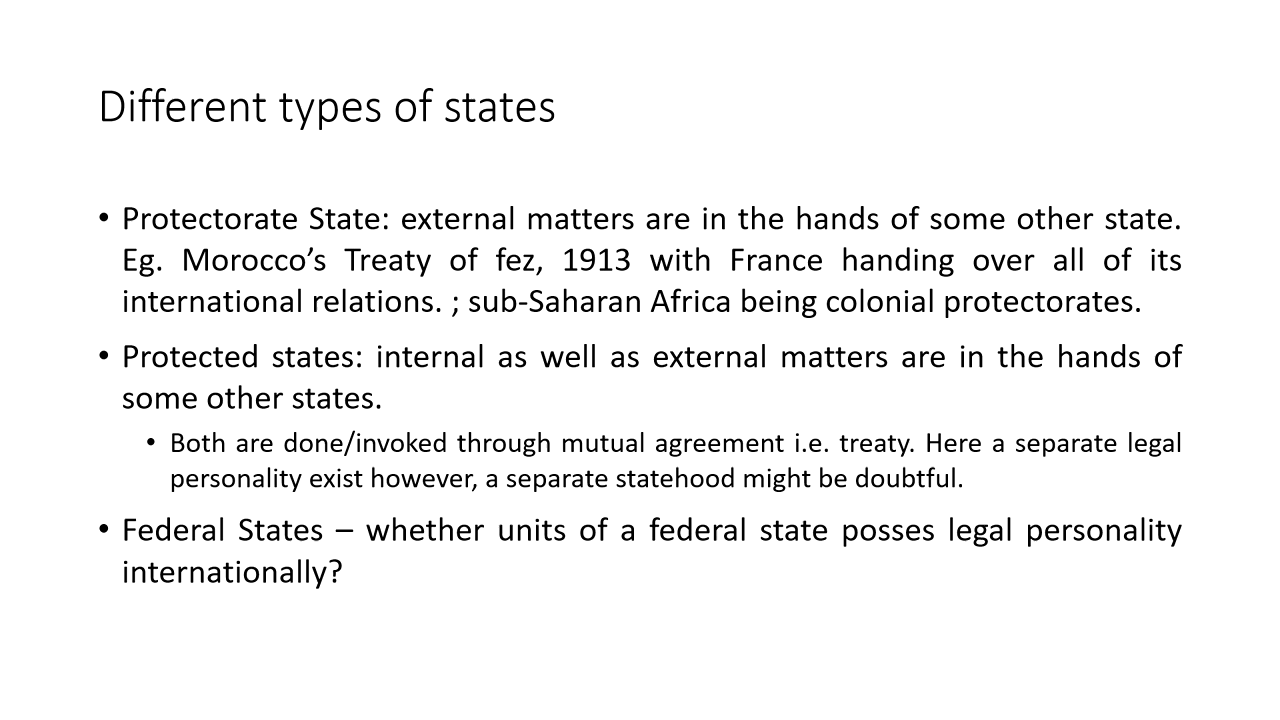 Different types of states
• Protectorate State: external matters are in the hands of some other state.
Eg. Morocco’s Treaty of fez, 1913 with France handing over all of its
international relations. ; sub-Saharan Africa being colonial protectorates.
• Protected states: internal as well as external matters are in the hands of
some other states.
• Both are done/invoked through mutual agreement i.e. treaty. Here a separate legal
personality exist however, a separate statehood might be doubtful.
• Federal States – whether units of a federal state posses legal personality
internationally?